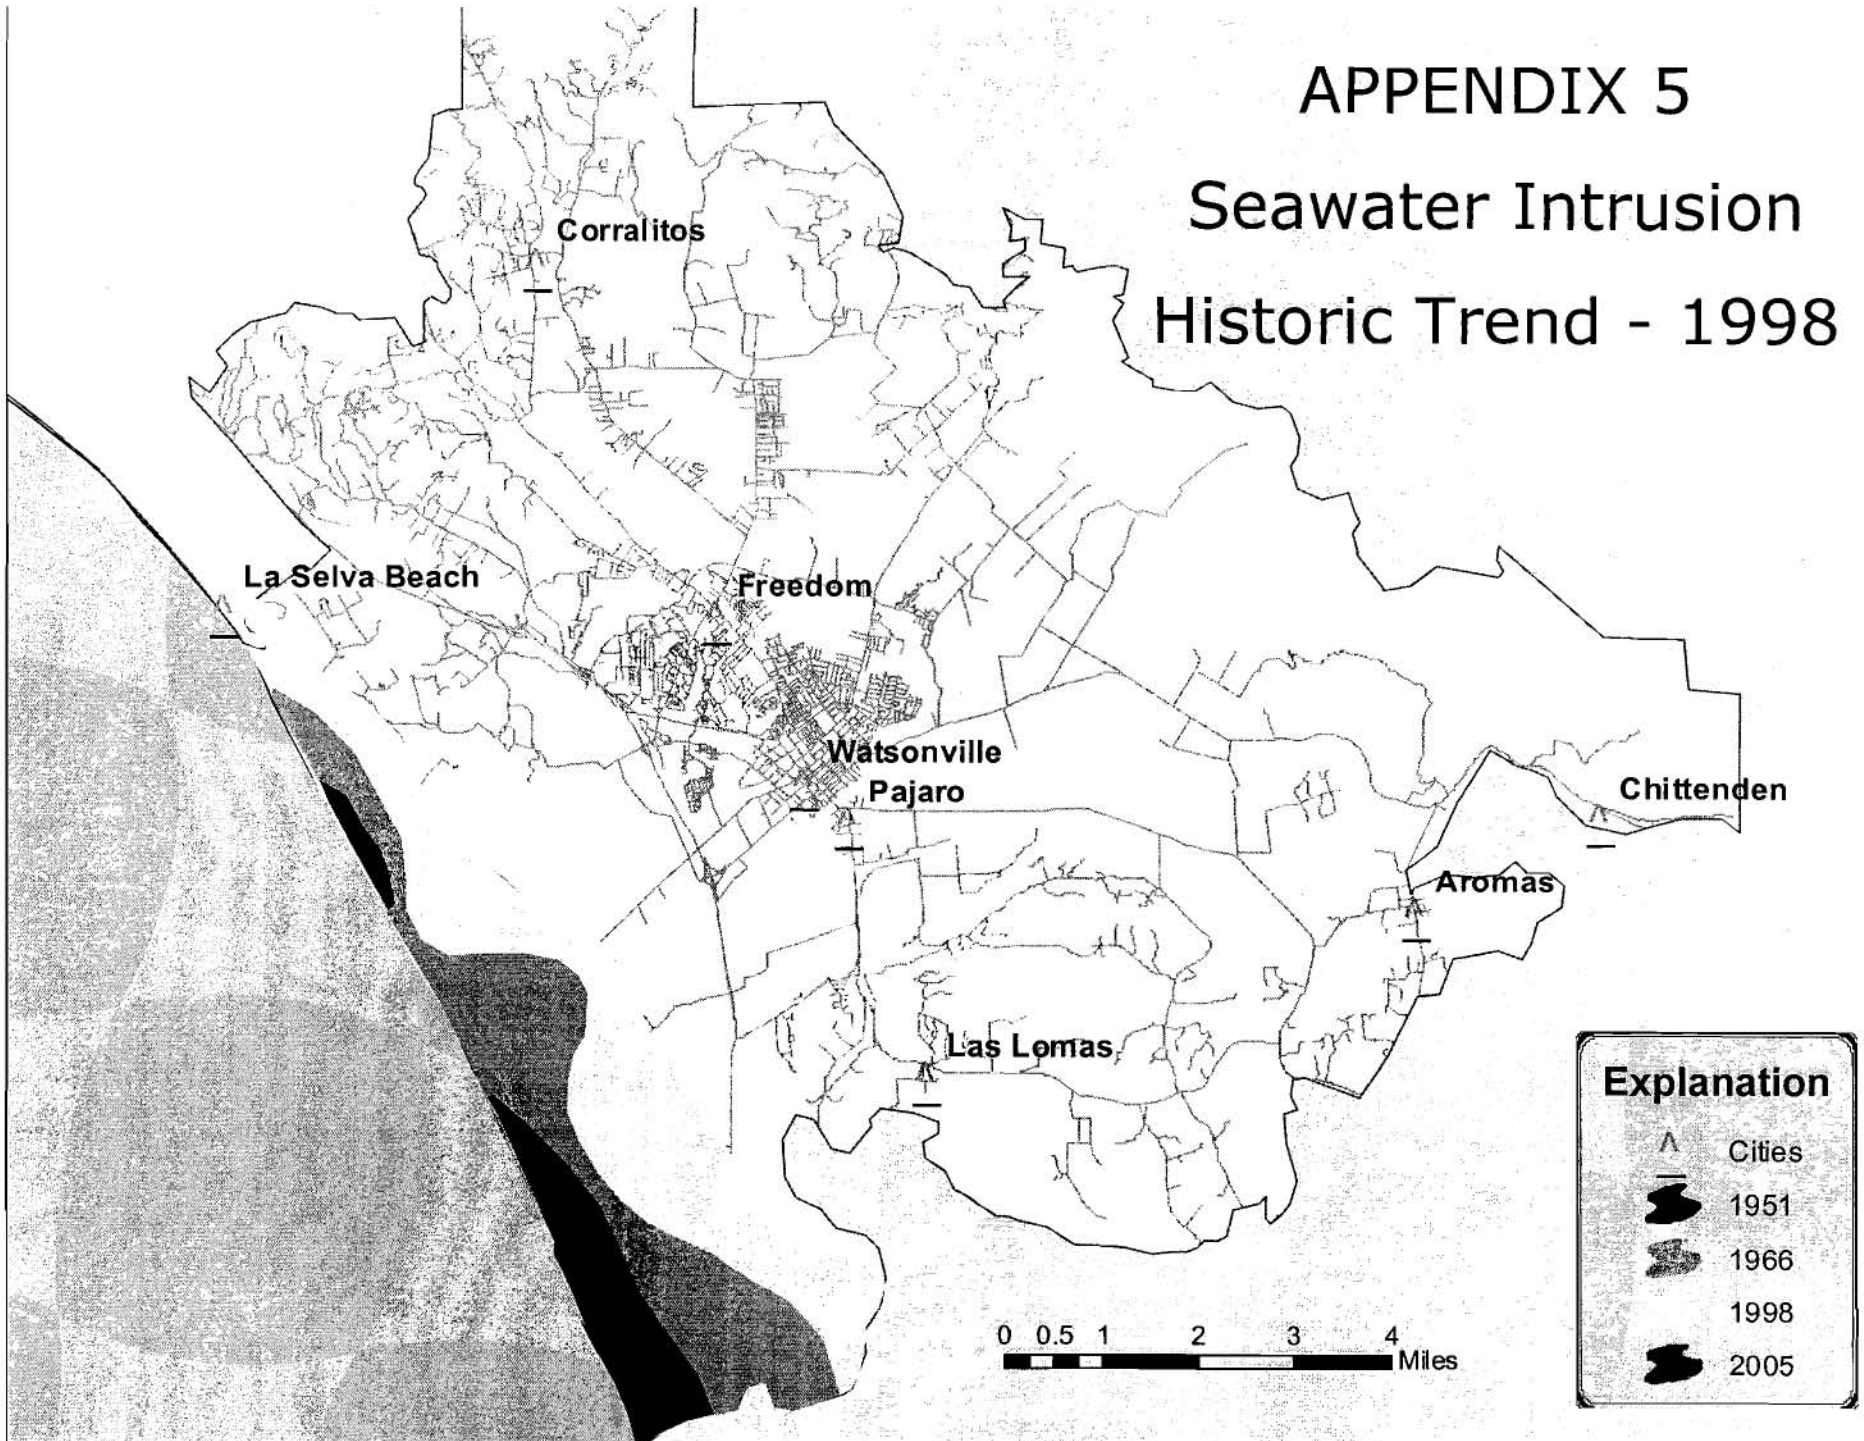 APPENDIX 5
Seawater Intrusion
Historic Trend - 1998
Corralitos
La Selva Beach
Freedom
Watsonville
Pajaro
Chittenden
Aromas
Las Lomas
Explanation
Cities
1951
1966
1998
2005
0 0.5 1 2 3 4
Miles